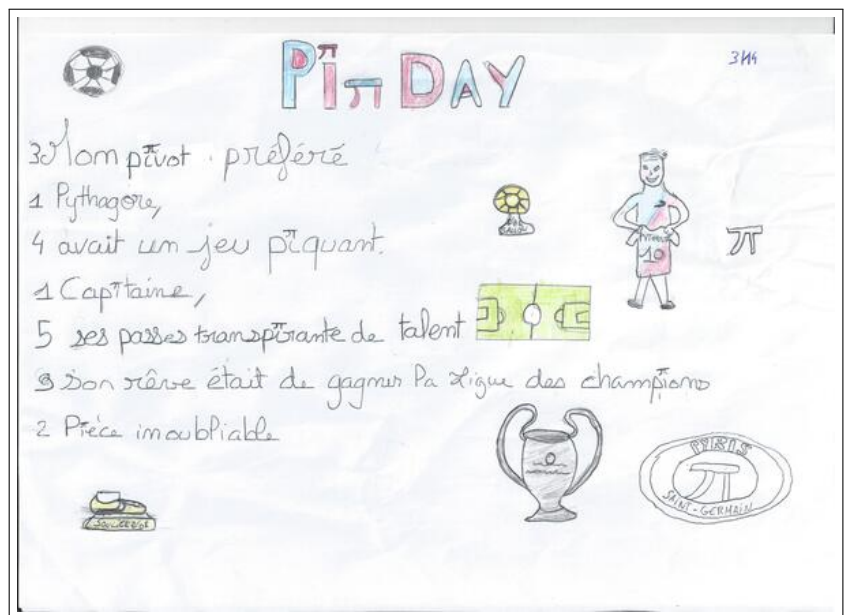 PiπDAY
3/14
3 Mon pivot préféré
1 Pythagore,
4 avait un jeu piquant.
1 Capitaine,
5 ses passes transpirante de talent
9 Son rêve était de gagner la ligue des champions
2 Pièce inoubliable
BALLON
10
π
PARIS
π
SAINT-GERMAIN